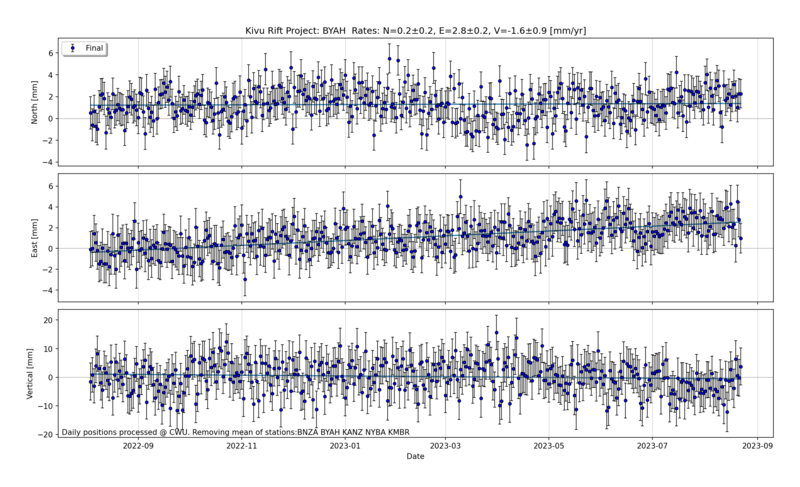 Kivu Rift Project: BYAH  Rates: N=0.2±0.2, E=2.8±0.2, V=-1.6±0.9 [mm/yr]
Final
North [mm]
6
4
2
0
−2
−4
East [mm]
6
4
2
0
−2
−4
Vertical [mm]
20
10
0
−10
−20
Daily positions processed @ CWU. Removing mean of stations:BNZA BYAH KANZ NYBA KMBR
2022-09 2022-11 2023-01 2023-03 2023-05 2023-07 2023-09
Date